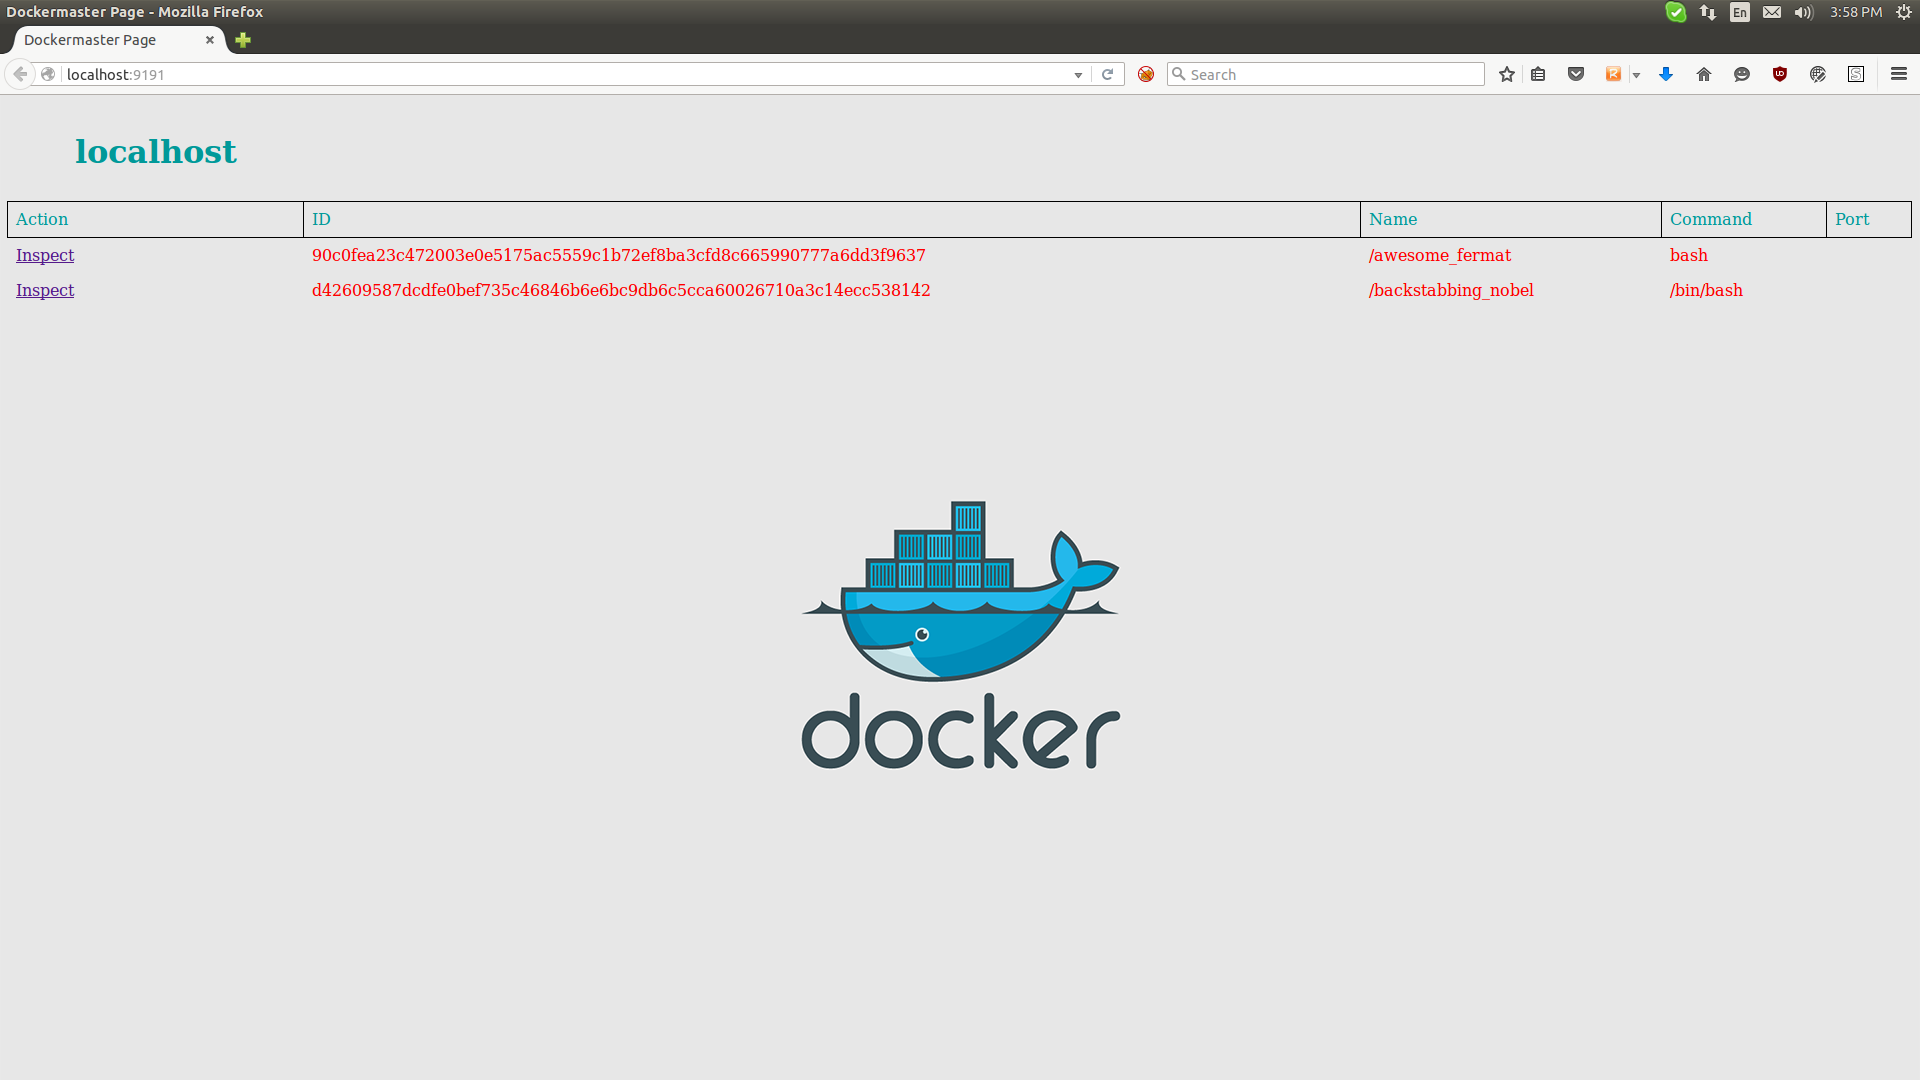 Dockermaster Page - Mozilla Firefox
En
3:58 PM
Dockermaster Page
localhost:9191
Search
localhost
Action ID Name Command Port
Inspect 90c0fea23c472003e0e5175ac5559c1b72ef8ba3cfd8c665990777a6dd3f9637 /awesome_fermat bash
Inspect d42609587dcdfe0bef735c46846b6e6bc9db6c5cca60026710a3c14ecc538142 /backstabbing_nobel /bin/bash
docker